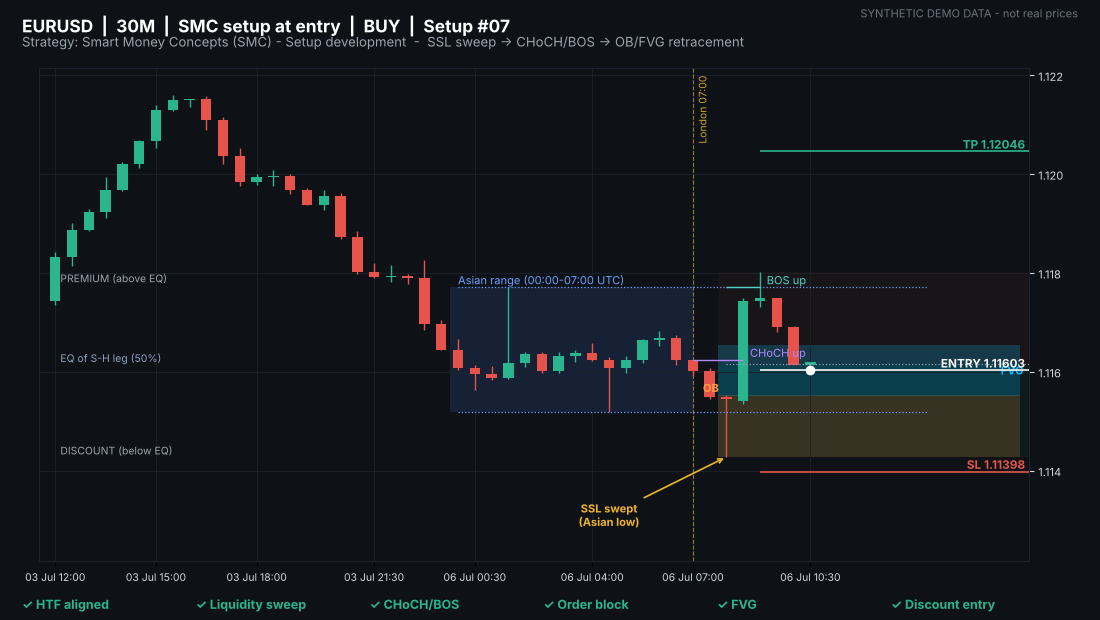 SYNTHETIC DEMO DATA - not real prices
EURUSD | 30M | SMC setup at entry | BUY | Setup #07
Strategy: Smart Money Concepts (SMC) - Setup development - SSL sweep → CHoCH/BOS → OB/FVG retracement
1.122
London 07:00
TP 1.12046
1.120
PREMIUM (above EQ)
Asian range (00:00-07:00 UTC)
BOS up
1.118
EQ of S-H leg (50%)
CHoCH up
ENTRY 1.11603
FVG
1.116
OB
DISCOUNT (below EQ)
SL 1.11398
1.114
SSL swept
(Asian low)
03 Jul 12:00 03 Jul 15:00 03 Jul 18:00 03 Jul 21:30 06 Jul 00:30 06 Jul 04:00 06 Jul 07:00 06 Jul 10:30
✓ HTF aligned ✓ Liquidity sweep ✓ CHoCH/BOS ✓ Order block ✓ FVG ✓ Discount entry